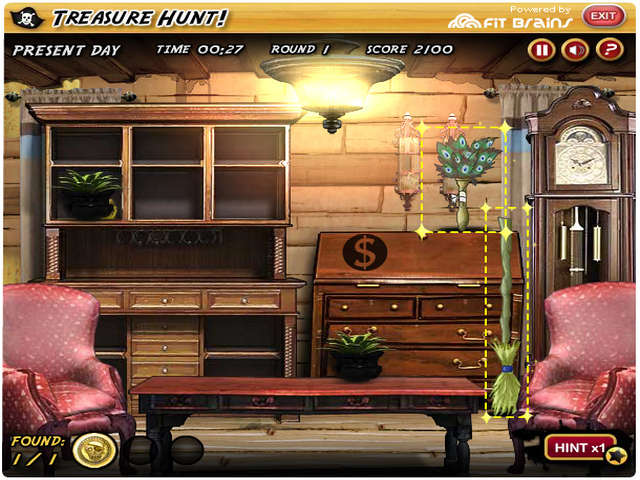 TREASURE HUNT!
Powered by
FIT BRAINS
EXIT
PRESENT DAY TIME 00:27 ROUND 1 SCORE 2100
?
$
FOUND:
1 / 1
HINT x1